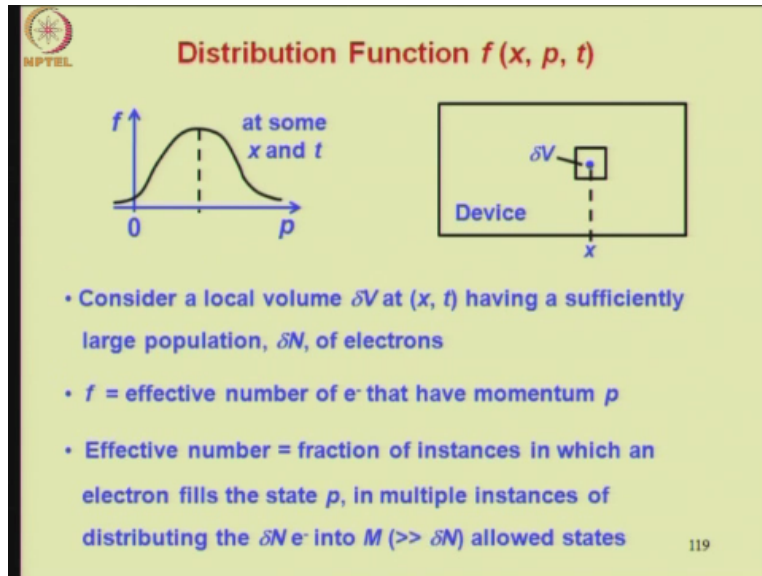 NPTEL
Distribution Function f (x, p, t)
f
at some
x and t
0
p
δV
Device
x
• Consider a local volume δV at (x, t) having a sufficiently
large population, δN, of electrons
• f = effective number of e- that have momentum p
• Effective number = fraction of instances in which an
electron fills the state p, in multiple instances of
distributing the δN e- into M (>> δN) allowed states
119